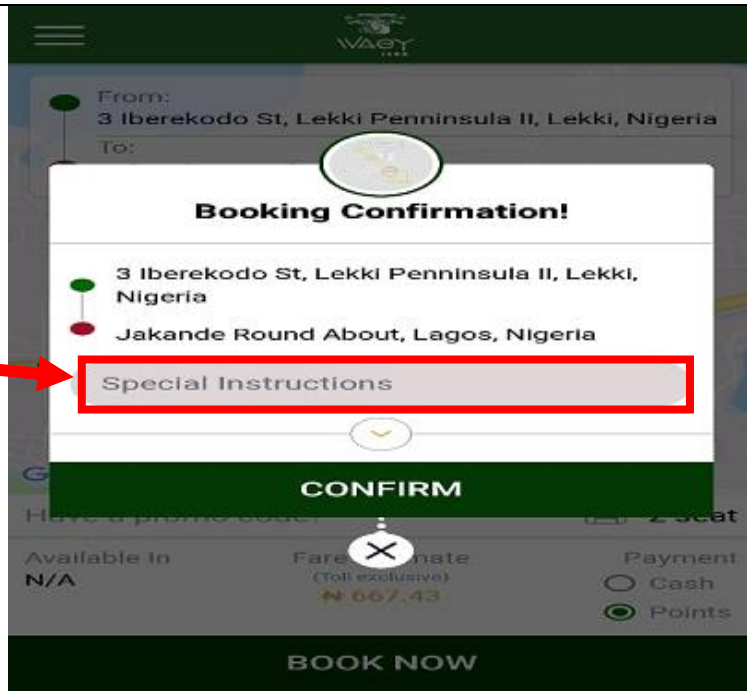 WAGY
From:
3 Iberekodo St, Lekki Penninsula II, Lekki, Nigeria
To:
Booking Confirmation!
3 Iberekodo St, Lekki Penninsula II, Lekki,
Nigeria
Jakande Round About, Lagos, Nigeria
Special Instructions
CONFIRM
Have a promo code?
2 seat
Available In
Fare
mate
Payment
N/A
(Toll exclusive)
Cash
₦ 667.43
Points
BOOK NOW